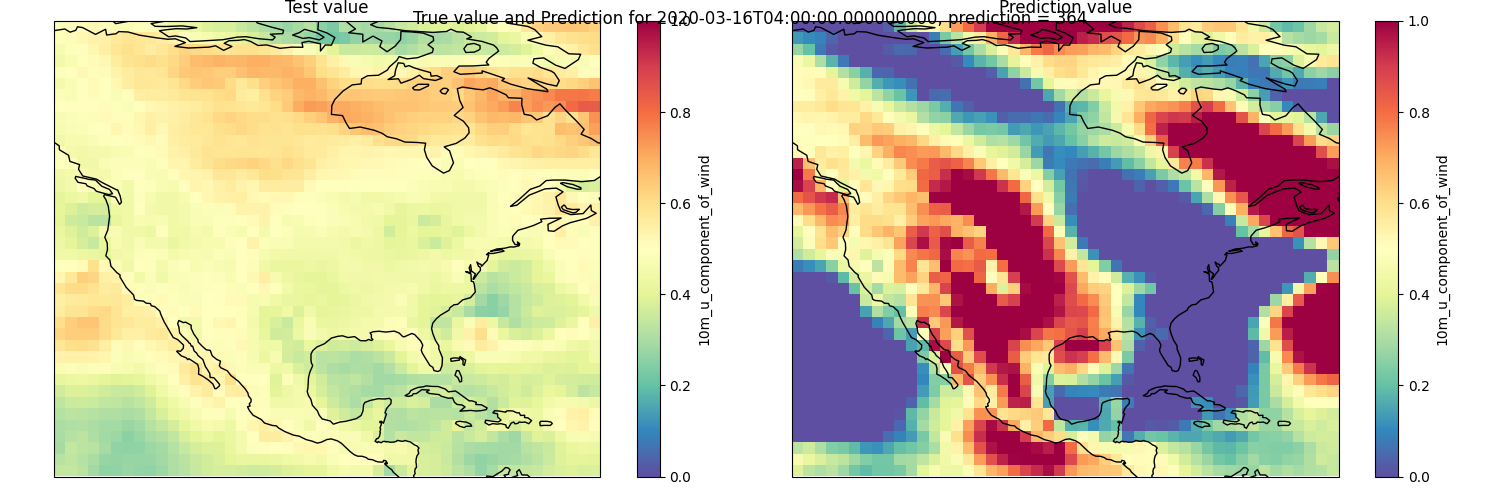 Test value
Prediction value
True value and Prediction for 2020-03-16T04:00:00.000000000, prediction = 364
1.0
0.8
0.6
0.4
0.2
0.0
10m_u_component_of_wind
1.0
0.8
0.6
0.4
0.2
0.0
10m_u_component_of_wind